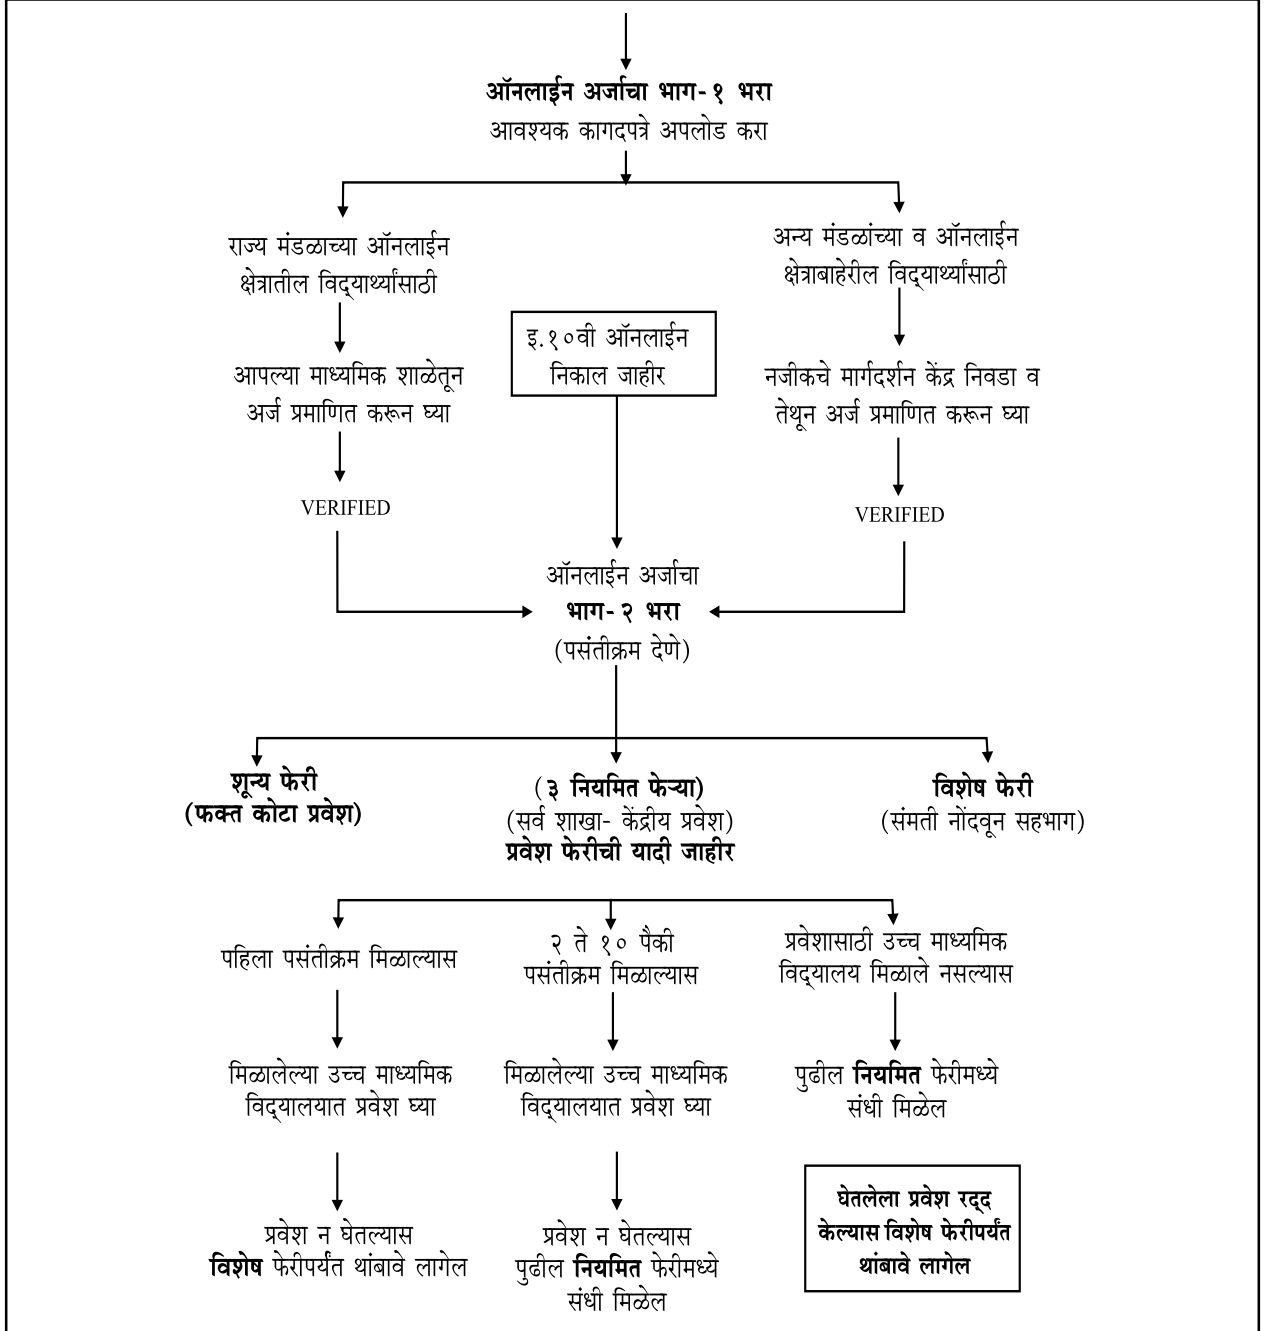 ऑनलाईन अर्जाचा भाग-१ भरा
आवश्यक कागदपत्रे अपलोड करा
राज्य मंडळाच्या ऑनलाईन
क्षेत्रातील विद्‌यार्थ्यांसाठी
अन्य मंडळांच्या व ऑनलाईन
क्षेत्राबाहेरील विद्‌यार्थ्यांसाठी
इ.१०वी ऑनलाईन
निकाल जाहीर
आपल्या माध्यमिक शाळेतून
अर्ज प्रमाणित करून घ्या
नजीकचे मार्गदर्शन केंद्र निवडा व
तेथून अर्ज प्रमाणित करून घ्या
VERIFIED
VERIFIED
ऑनलाईन अर्जाचा
भाग-२ भरा
(पसंतीक्रम देणे)
शून्य फेरी
(फक्त कोटा प्रवेश)
(३ नियमित फेऱ्या)
(सर्व शाखा- केंद्रीय प्रवेश)
प्रवेश फेरीची यादी जाहीर
विशेष फेरी
(संमती नोंदवून सहभाग)
पहिला पसंतीक्रम मिळाल्यास
२ ते १० पैकी
पसंतीक्रम मिळाल्यास
प्रवेशासाठी उच्च माध्यमिक
विद्‌यालय मिळाले नसल्यास
मिळालेल्या उच्च माध्यमिक
विद्‌यालयात प्रवेश घ्या
मिळालेल्या उच्च माध्यमिक
विद्‌यालयात प्रवेश घ्या
पुढील नियमित फेरीमध्ये
संधी मिळेल
प्रवेश न घेतल्यास
विशेष फेरीपर्यंत थांबावे लागेल
प्रवेश न घेतल्यास
पुढील नियमित फेरीमध्ये
संधी मिळेल
घेतलेला प्रवेश रद्‌द
केल्यास विशेष फेरीपर्यंत
थांबावे लागेल